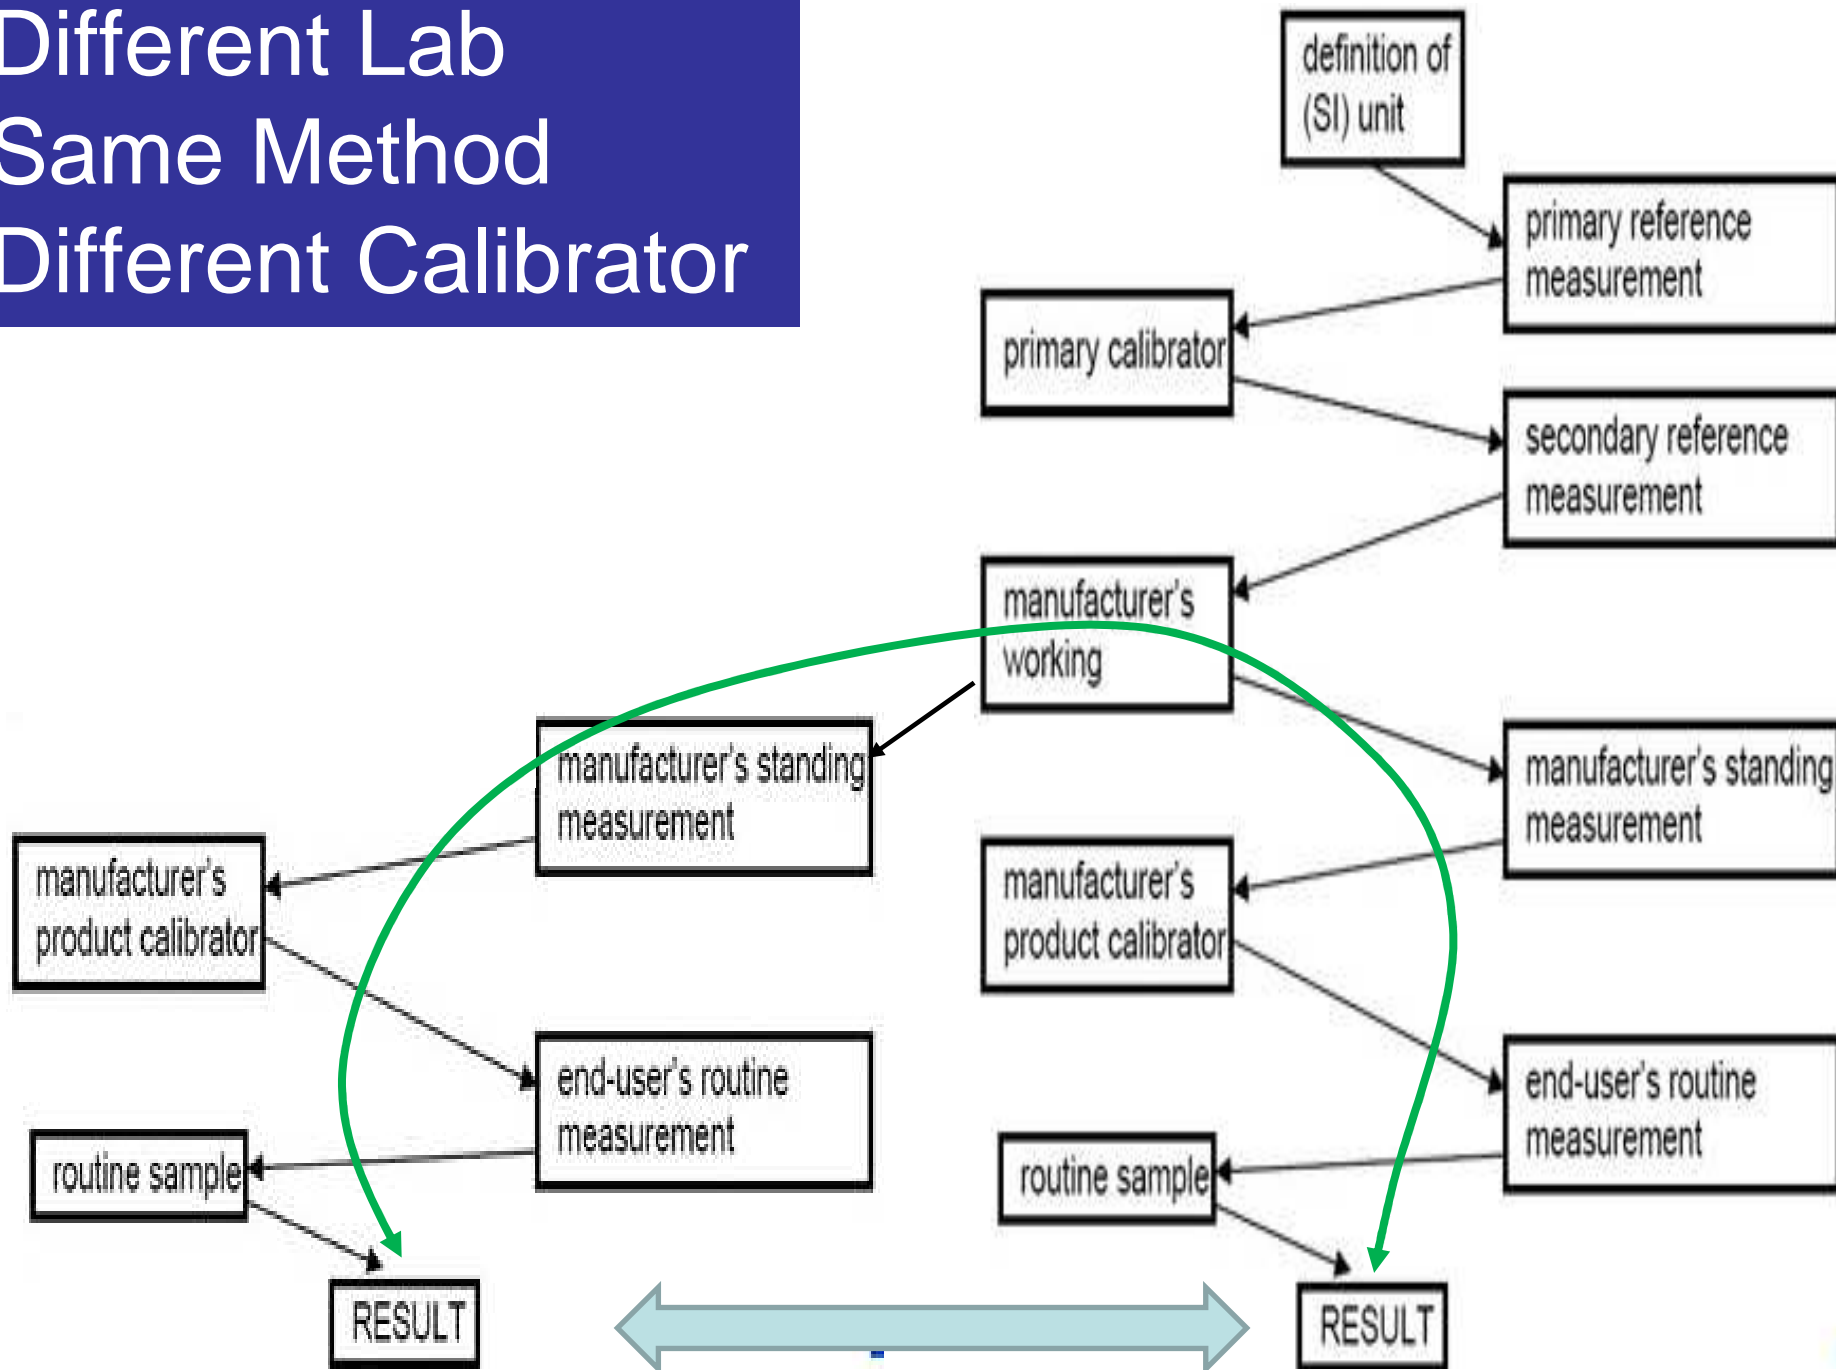 Different Lab
Same Method
Different Calibrator
definition of
(SI) unit
primary reference
measurement
primary calibrator
secondary reference
measurement
manufacturer's
working
manufacturer's standing
measurement
manufacturer's standing
measurement
manufacturer's
product calibrator
manufacturer's
product calibrator
end-user's routine
measurement
end-user's routine
measurement
routine sample
routine sample
RESULT
RESULT